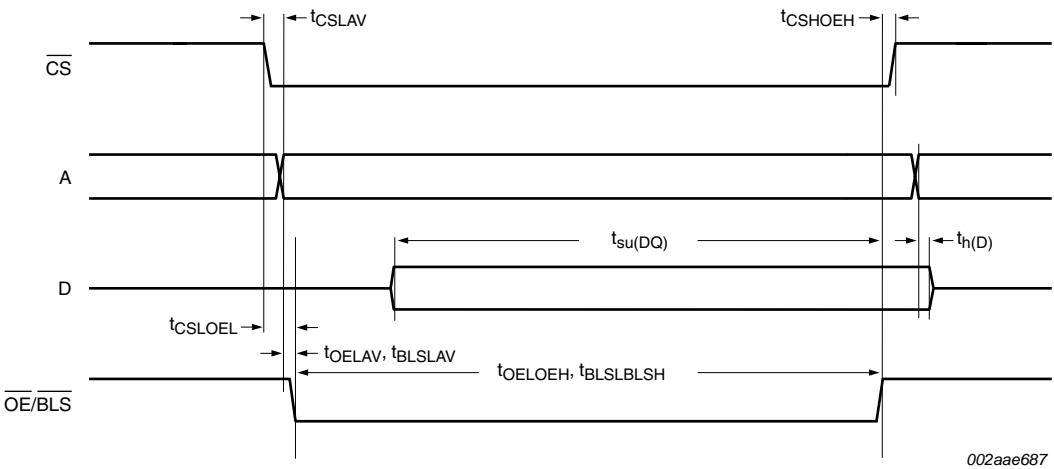 tCSLAV
tCSHOEH
CS
A
tsu(DQ)
th(D)
D
tCSLOEL
tOELAV, tBLSLAV
tOELOEH, tBLSLBLSH
OE/BLS
002aae687